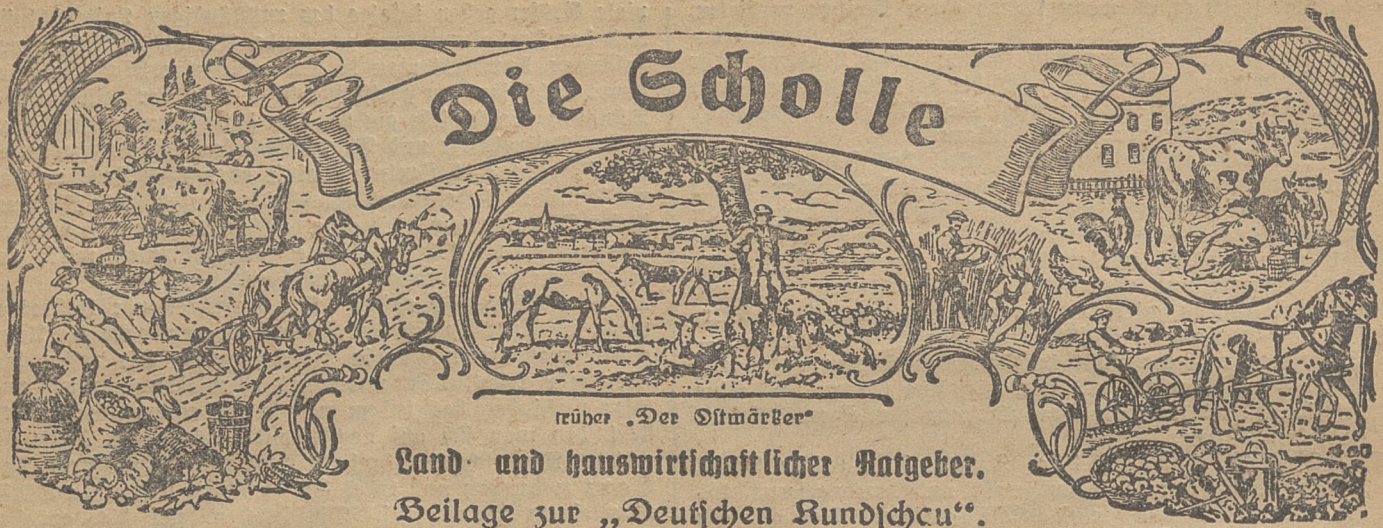 Die Scholle
früher „Der Ostmärker“
Land- und hauswirtschaftlicher Ratgeber.
Beilage zur „Deutschen Rundschau“.